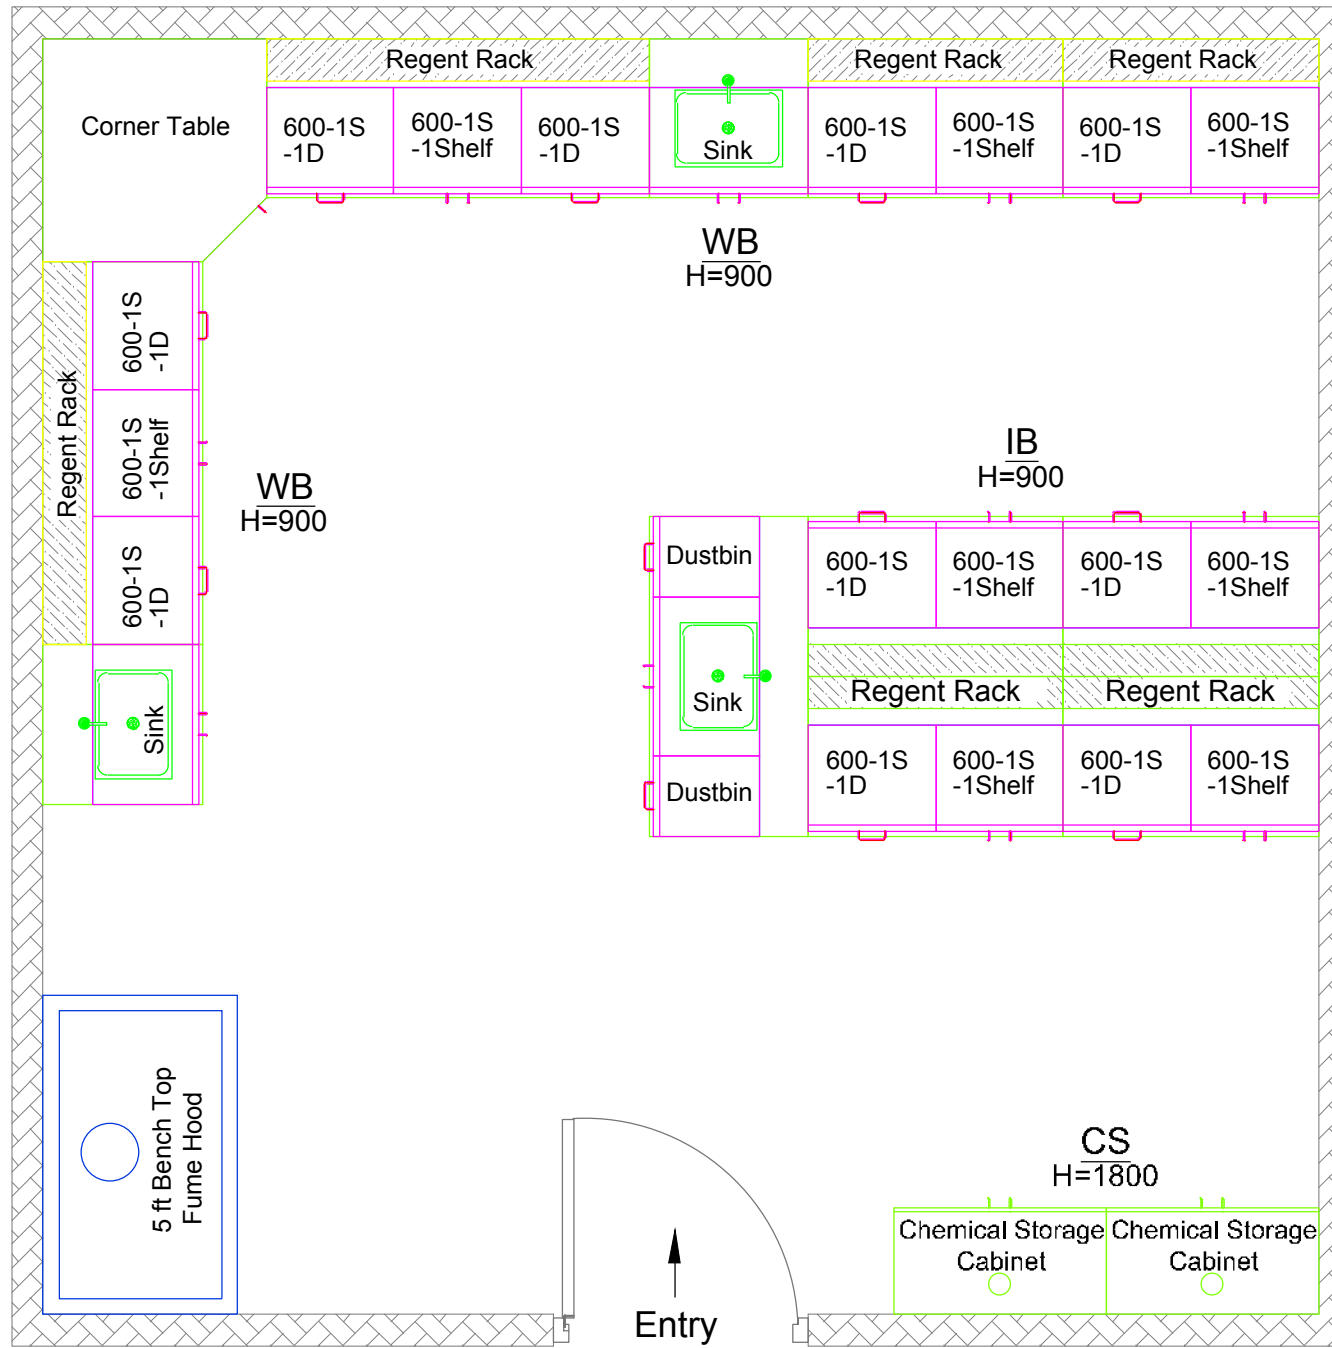 Regent Rack
Regent Rack
Regent Rack
Corner Table
600-1S
-1D
600-1S
-1Shelf
600-1S
-1D
Sink
600-1S
-1D
600-1S
-1Shelf
600-1S
-1D
600-1S
-1Shelf
WB
H=900
Regent Rack
600-1S
-1D
600-1S
-1Shelf
600-1S
-1D
Sink
WB
H=900
IB
H=900
Dustbin
Sink
Dustbin
600-1S
-1D
600-1S
-1Shelf
600-1S
-1D
600-1S
-1Shelf
Regent Rack
Regent Rack
600-1S
-1D
600-1S
-1Shelf
600-1S
-1D
600-1S
-1Shelf
5 ft Bench Top
Fume Hood
Entry
CS
H=1800
Chemical Storage
Cabinet
Chemical Storage
Cabinet